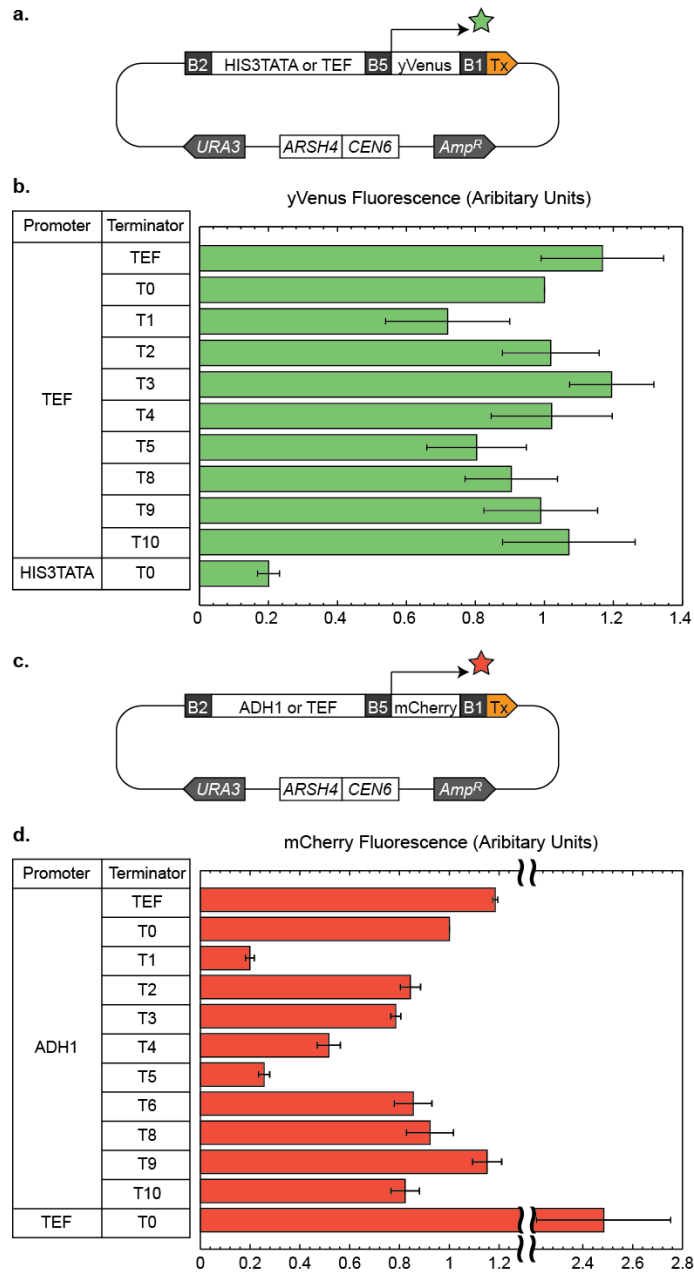 a.
B2 HIS3TATA or TEF B5 yVenus B1 Tx
URA3 ARSH4 CEN6 AmpR
b.
yVenus Fluorescence (Aribitary Units)
Promoter Terminator
TEF
T0
T1
T2
T3
TEF
T4
T5
T8
T9
T10
HIS3TATA T0
0 0.2 0.4 0.6 0.8 1 1.2 1.4
c.
B2 ADH1 or TEF B5 mCherry B1 Tx
URA3 ARSH4 CEN6 AmpR
d.
mCherry Fluorescence (Aribitary Units)
Promoter Terminator
TEF
T0
T1
T2
T3
ADH1
T4
T5
T6
T8
T9
T10
TEF T0
0 0.2 0.4 0.6 0.8 1 1.2 2.4 2.6 2.8